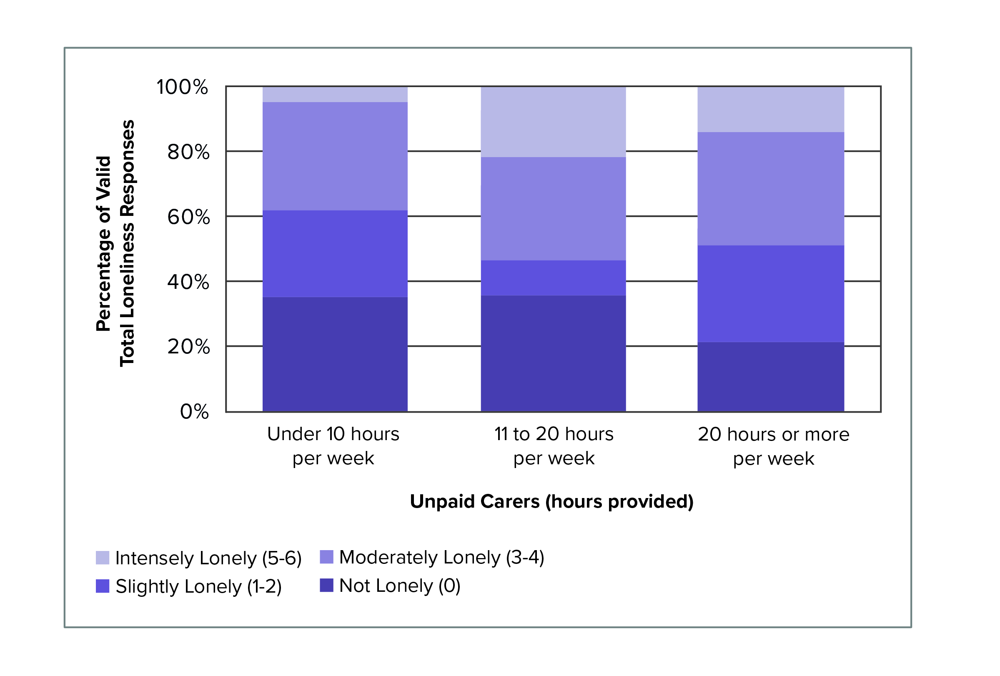 Percentage of Valid
Total Loneliness Responses
100%
80%
60%
40%
20%
0%
Under 10 hours
per week
11 to 20 hours
per week
20 hours or more
per week
Unpaid Carers (hours provided)
Intensely Lonely (5-6)
Moderately Lonely (3-4)
Slightly Lonely (1-2)
Not Lonely (0)